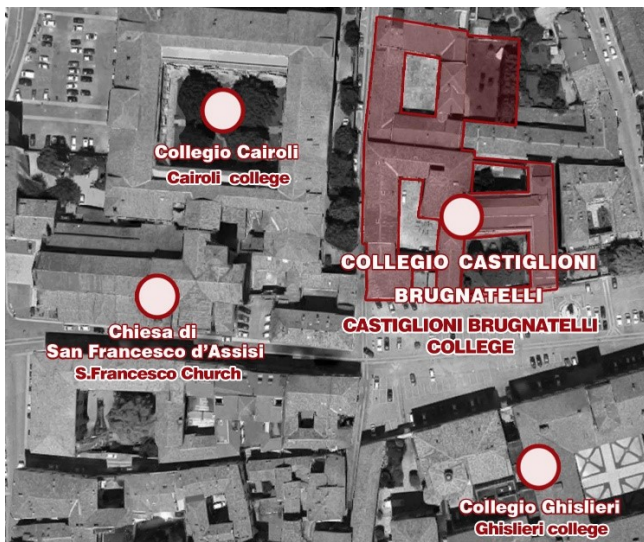 Collegio Cairoli
Cairoli college
COLLEGIO CASTIGLIONI
BRUGNATELLI
CASTIGLIONI BRUGNATELLI
COLLEGE
Chiesa di
San Francesco d'Assisi
S.Francesco Church
Collegio Ghislieri
Ghislieri college